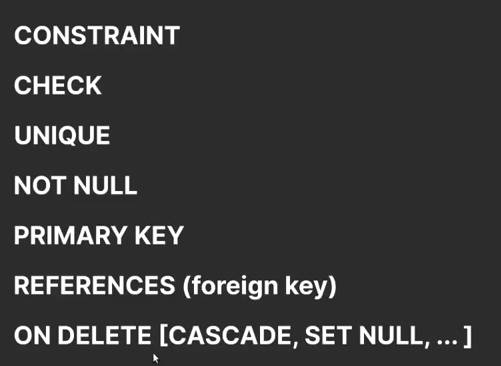 CONSTRAINT
CHECK
UNIQUE
NOT NULL
PRIMARY KEY
REFERENCES (foreign key)
ON DELETE [CASCADE, SET NULL, ... ]